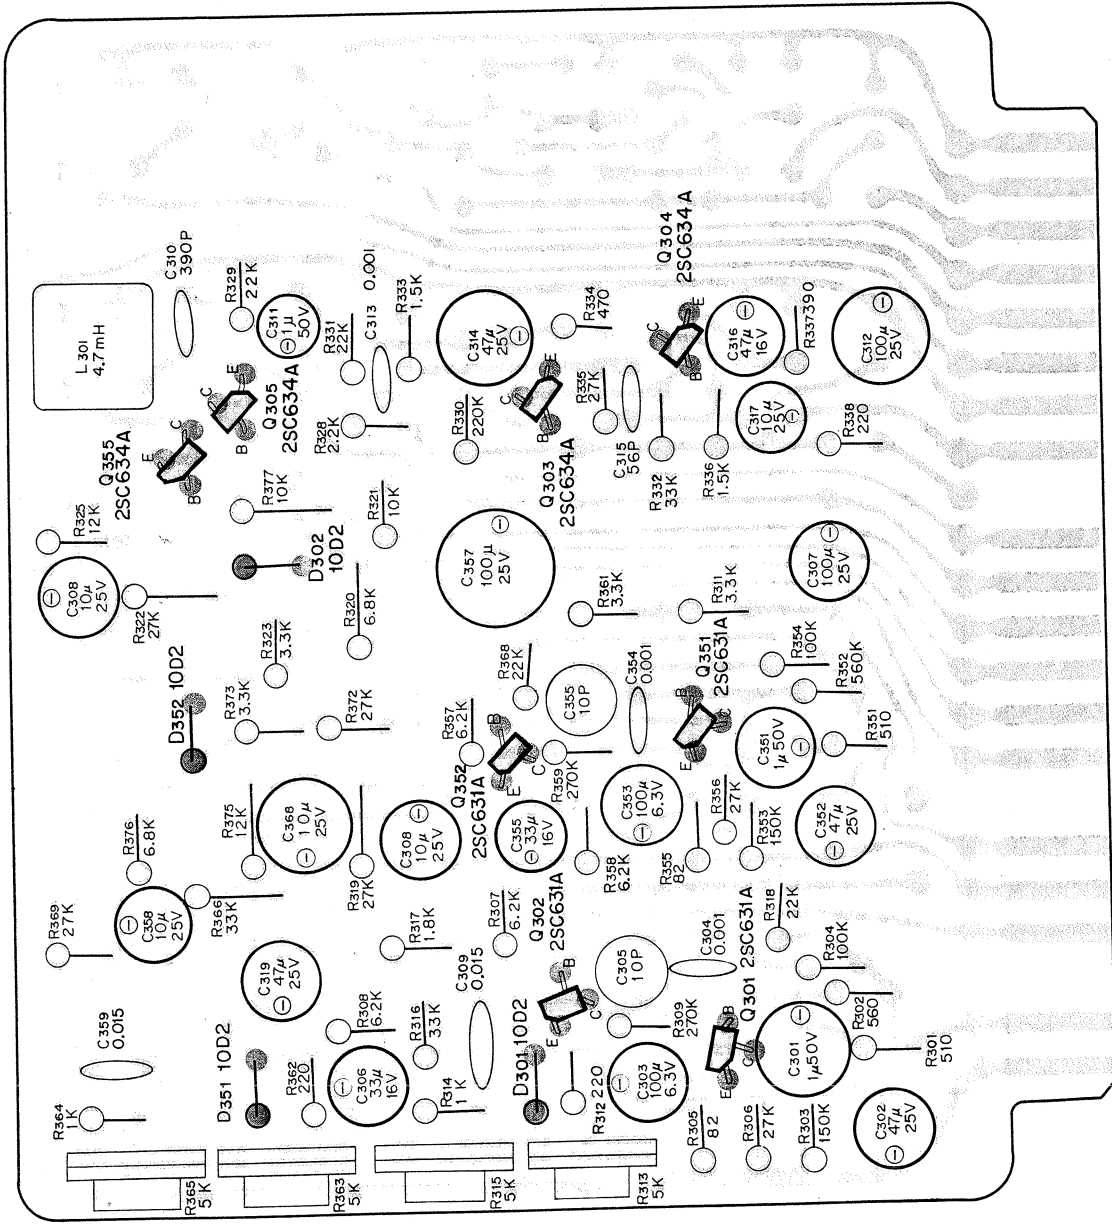 Q304
2SC634A
C310
390P
R329
22K
0.001
C313
R333
1.5K
R334
470
E
C
B
L301
4.7mH
C311
⊖ 1μ
50V
R331
22K
C314
47μ
25V
⊖
C316
47μ
16V
⊖
R337 390
⊖
C312
100μ
25V
Q305
2SC634A
E
C
B
R328
2.2K
R330
220K
E
C
B
R335
27K
C315
56P
C317
10μ
25V
⊖
R338
220
Q355
2SC634A
C
E
B
R377
10K
R321
10K
Q303
2SC634A
R332
33K
R336
1.5K
R325
12K
D302
10D2
⊖
C357
100μ
25V
⊖
C307
100μ
25V
⊖
C308
10μ
25V
R322
27K
R320
6.8K
R361
3.3K
R311
3.3K
R323
3.3K
R368
22K
C354
0.001
Q351
2SC631A
R354
100K
R352
560K
D352 10D2
R373
3.3K
R372
27K
R357
6.2K
C355
10P
B
C
E
B
C
E
C351
1μ 50V
⊖
R351
510
Q352
2SC631A
R359
270K
R376
6.8K
R375
12K
C368
10μ
25V
⊖
R319
27K
C308
10μ
25V
⊖
C355
33μ
16V
⊖
C353
100μ
6.3V
⊖
R356
27K
R353
150K
C352
47μ
25V
⊖
R358
6.2K
R355
82
R369
27K
⊖
C358
10μ
25V
R366
33K
R317
1.8K
R307
6.2K
Q302
2SC631A
R318
22K
C319
47μ
25V
⊖
C309
0.015
B
C
E
C305
10P
C304
0.001
R304
100K
C359
0.015
R308
6.2K
R316
33K
R309
270K
Q301 2SC631A
R302
560
D351 10D2
D301 10D2
B
C
E
C301
1μ50V
⊖
R301
510
R364
1K
R362
220
⊖
C306
33μ
16V
R314
1K
R312 220
⊖
C303
100μ
6.3V
R305
82
R306
27K
R303
150K
C302
47μ
25V
⊖
R365
5K
R363
5K
R315
5K
R313
5K